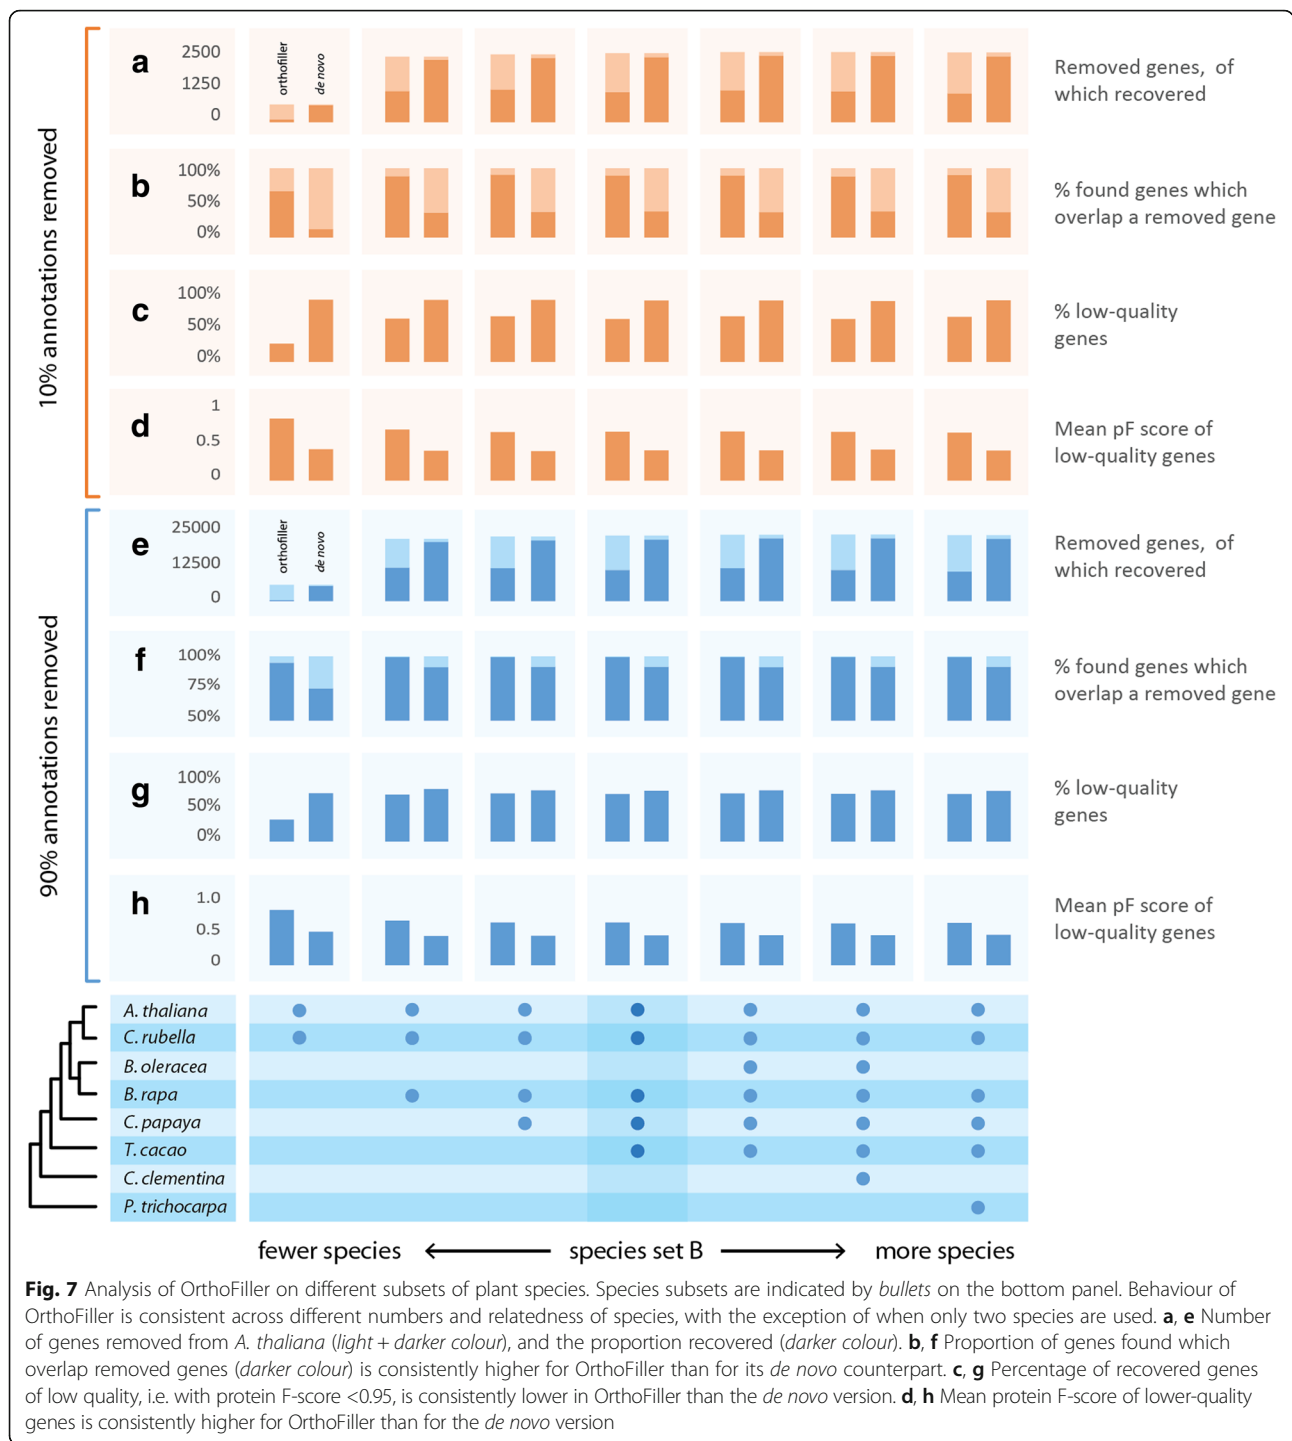 10% annotations removed
a
2500
1250
0
orthofiller
de novo
Removed genes, of
which recovered
b
100%
50%
0%
% found genes which
overlap a removed gene
c
100%
50%
0%
% low-quality
genes
d
1
0.5
0
Mean pF score of
low-quality genes
90% annotations removed
e
25000
12500
0
orthofiller
de novo
Removed genes, of
which recovered
f
100%
75%
50%
% found genes which
overlap a removed gene
g
100%
50%
0%
% low-quality
genes
h
1.0
0.5
0
Mean pF score of
low-quality genes
A. thaliana
C. rubella
B. oleracea
B. rapa
C. papaya
T. cacao
C. clementina
P. trichocarpa
fewer species species set B more species
Fig. 7 Analysis of OrthoFiller on different subsets of plant species. Species subsets are indicated by bullets on the bottom panel. Behaviour of
OrthoFiller is consistent across different numbers and relatedness of species, with the exception of when only two species are used. a, e Number
of genes removed from A. thaliana (light + darker colour), and the proportion recovered (darker colour). b, f Proportion of genes found which
overlap removed genes (darker colour) is consistently higher for OrthoFiller than for its de novo counterpart. c, g Percentage of recovered genes
of low quality, i.e. with protein F-score <0.95, is consistently lower in OrthoFiller than the de novo version. d, h Mean protein F-score of lower-quality
genes is consistently higher for OrthoFiller than for the de novo version